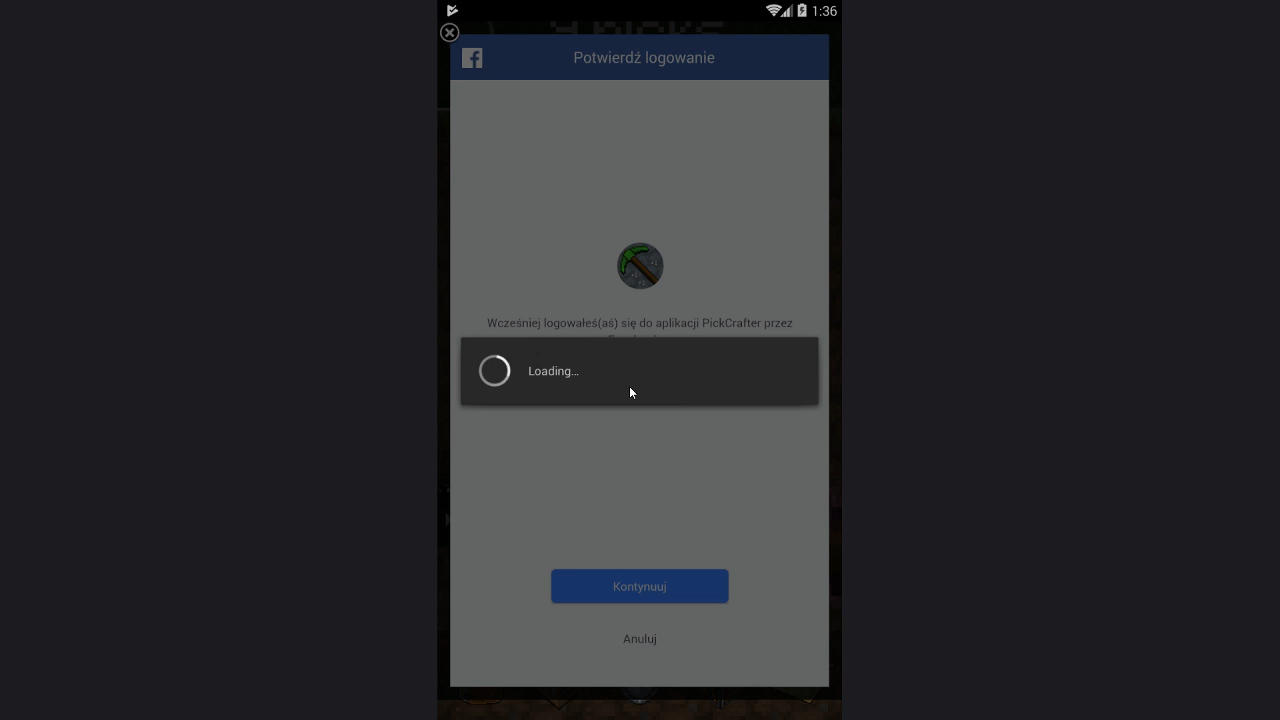 1:36
Potwierdź logowanie
Wcześniej logowałeś(aś) się do aplikacji PickCrafter przez
Loading...
Kontynuuj
Anuluj